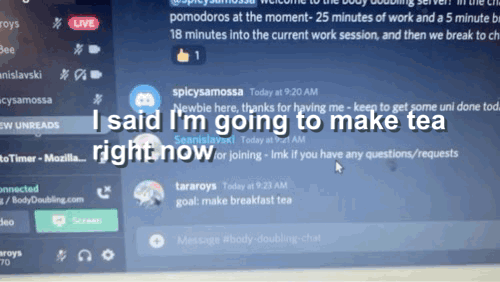 @spicysamossa welcome to the body doubling server! In the
pomodoros at the moment- 25 minutes of work and a 5 minute
18 minutes into the current work session, and then we break to
👍 1
LIVE
spicysamossa Today at 9:20 AM
Newbie here, thanks for having me - keen to get some uni done
Seanislavski Today at 9:21 AM
for joining - lmk if you have any questions/requests
tararoys Today at 9:23 AM
goal: make breakfast tea
Message #body-doubling-chat
royss
Bee
anislavski
cysamossa
EW UNREADS
toTimer - Mozilla...
onnected
s / BodyDoubling.com
deo
Screen
aroys
70
I said I'm going to make tea
right now